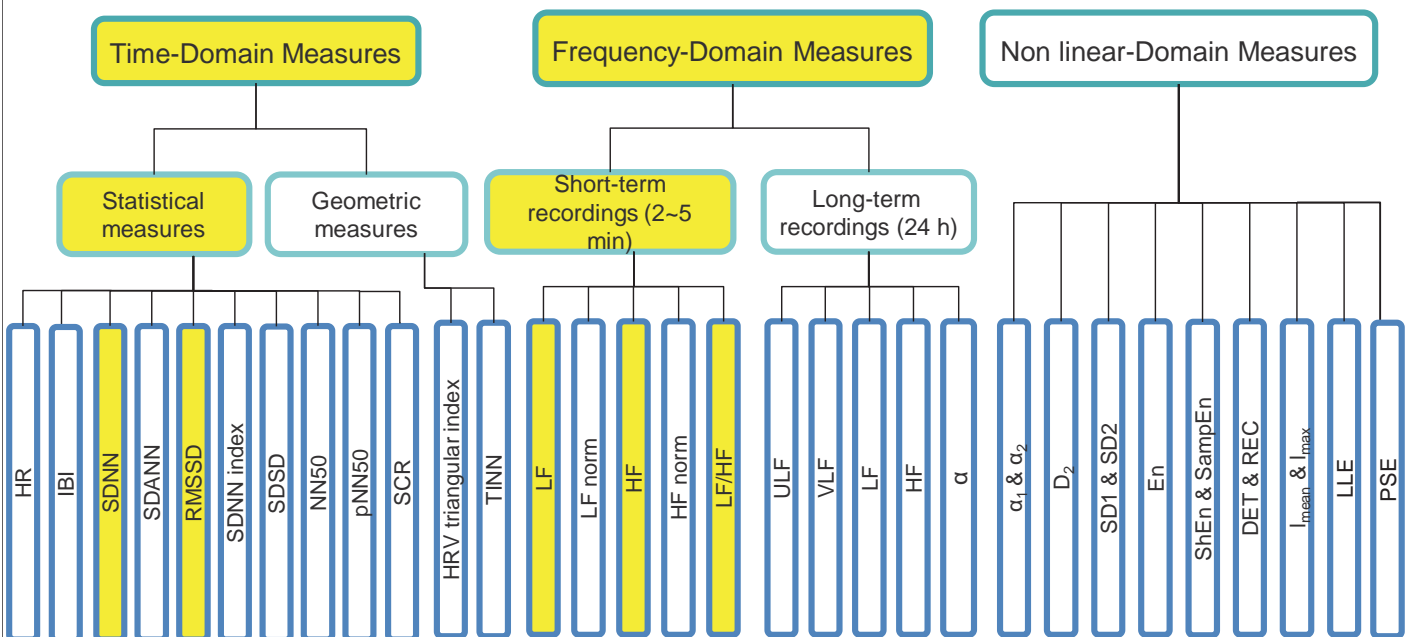 Time-Domain Measures
Frequency-Domain Measures
Non linear-Domain Measures
Statistical
measures
Geometric
measures
Short-term
recordings (2~5
min)
Long-term
recordings (24 h)
HR
IBI
SDNN
SDANN
RMSSD
SDNN index
SDSD
NN50
pNN50
SCR
HRV triangular index
TINN
LF
LF norm
HF
HF norm
LF/HF
ULF
VLF
LF
HF
α
α₁ & α₂
D₂
SD1 & SD2
En
ShEn & SampEn
DET & REC
lmean & lmax
LLE
PSE